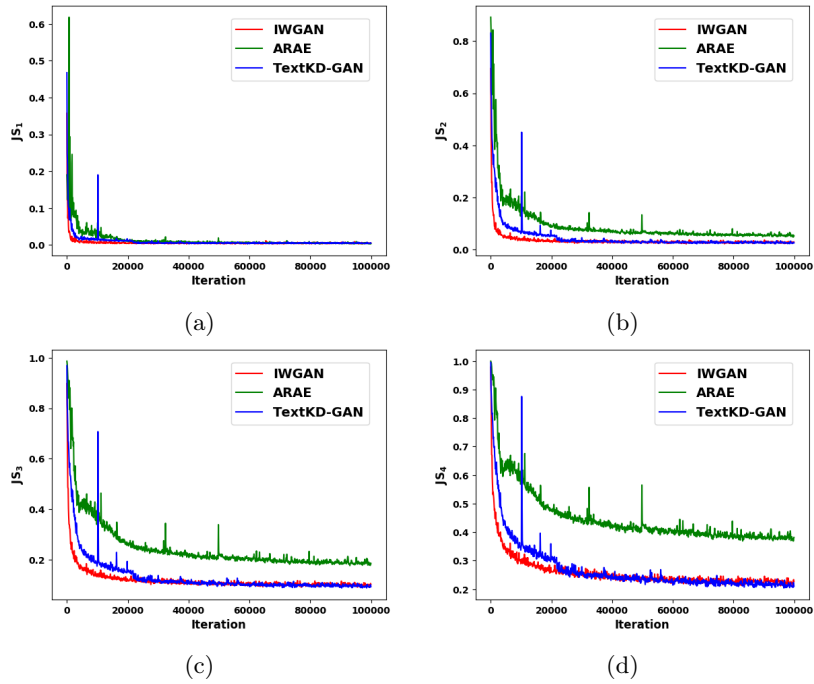 0.6
0.5
0.4
0.3
0.2
0.1
0.0
JS1
IWGAN
ARAE
TextKD-GAN
0 20000 40000 60000 80000 100000
Iteration
(a)
0.8
0.6
0.4
0.2
0.0
JS2
IWGAN
ARAE
TextKD-GAN
0 20000 40000 60000 80000 100000
Iteration
(b)
1.0
0.8
0.6
0.4
0.2
JS3
IWGAN
ARAE
TextKD-GAN
0 20000 40000 60000 80000 100000
Iteration
(c)
1.0
0.9
0.8
0.7
0.6
0.5
0.4
0.3
0.2
JS4
IWGAN
ARAE
TextKD-GAN
0 20000 40000 60000 80000 100000
Iteration
(d)